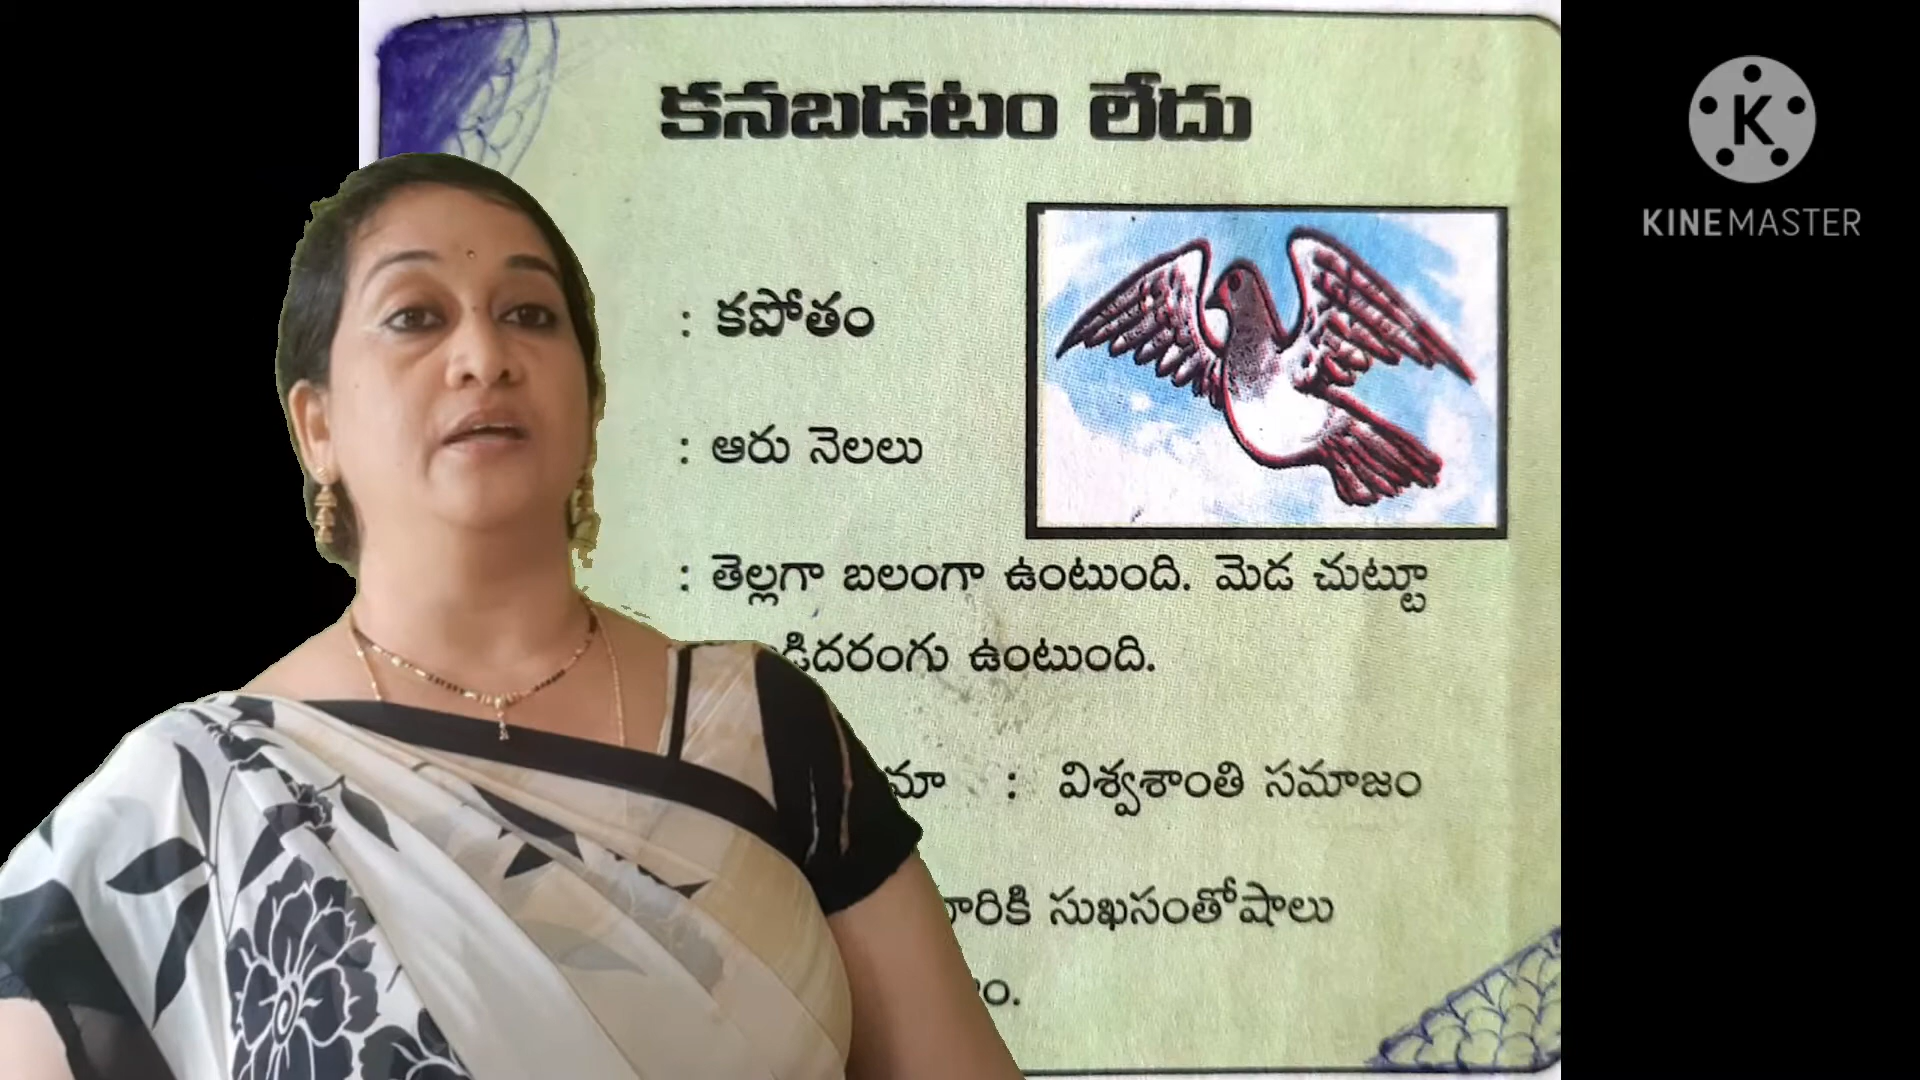 కనబడటం లేదు
: కపోతం
: ఆరు నెలలు
: తెల్లగా బలంగా ఉంటుంది. మెడ చుట్టూ
ఉంటుంది.
: విశ్వశాంతి సమాజం
సుఖసంతోషాలు
K
KINEMASTER